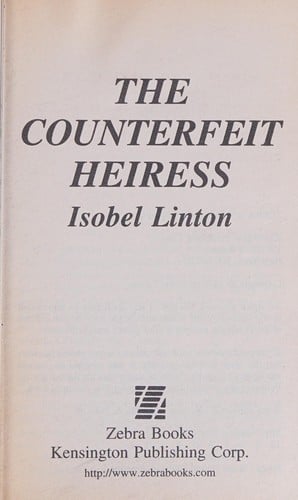 THE
COUNTERFEIT
HEIRESS
Isobel Linton
Zebra Books
Kensington Publishing Corp.
http://www.zebrabooks.com